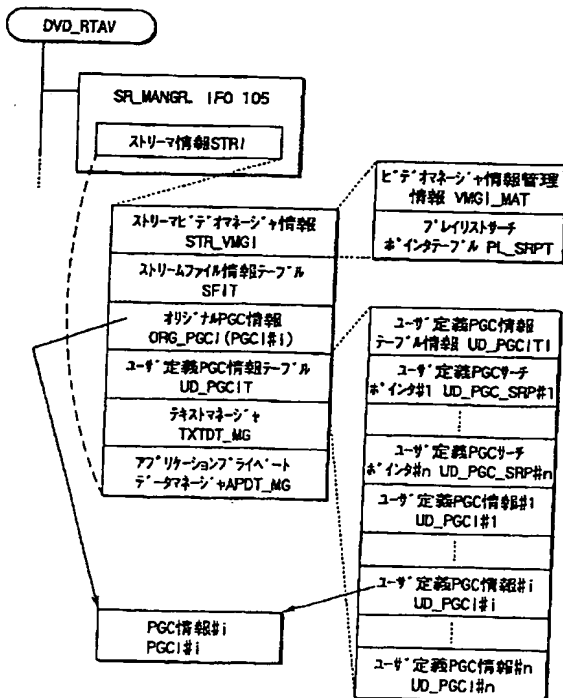 DVD_RTAV
SR_MANGR. IFO 105
ストリーマ情報STRI
ビデオマネージャ情報管理
情報 VMGI_MAT
プレイリストサーチ
ポインタテーブル PL_SRPT
ストリーマビデオマネージャ情報
STR_VMGI
ストリームファイル情報テーブル
SFIT
オリジナルPGC情報
ORG_PGCI(PGCI#i)
ユーザ定義PGC情報テーブル
UD_PGCIT
テキストマネージャ
TXTDT_MG
アプリケーションプライベート
データマネージャAPDT_MG
ユーザ定義PGC情報
テーブル情報 UD_PGCITI
ユーザ定義PGCサーチ
ポインタ#1 UD_PGC_SRP#1
ユーザ定義PGCサーチ
ポインタ#n UD_PGC_SRP#n
ユーザ定義PGC情報#1
UD_PGCI#1
ユーザ定義PGC情報#i
UD_PGCI#i
ユーザ定義PGC情報#n
UD_PGCI#n
PGC情報#i
PGCI#i